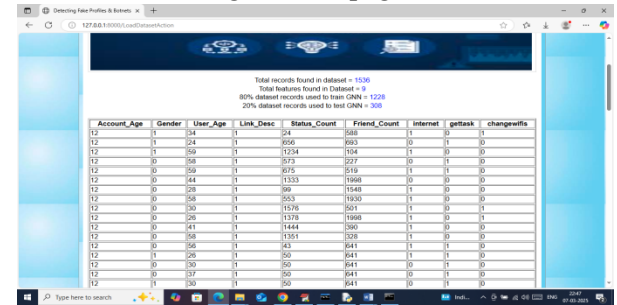 Detecting Fake Profiles & Botnets
127.0.0.1:8000/LoadDatasetAction
Total records found in dataset = 1536
Total features found in Dataset = 9
80% dataset records used to train GNN = 1228
20% dataset records used to test GNN = 308
Account_Age Gender User_Age Link_Desc Status_Count Friend_Count internet gettask changewifis
12 1 34 1 24 588 1 0 1
12 1 24 1 656 693 0 1 0
12 1 59 1 1234 104 1 0 0
12 0 58 1 573 227 0 1 0
12 0 59 1 675 519 1 1 0
12 0 44 1 1333 1998 0 0 0
12 0 28 1 99 1548 1 0 0
12 0 58 1 553 1930 1 0 0
12 0 30 1 1576 501 1 0 1
12 0 26 1 1378 1998 1 0 1
12 0 41 1 1444 390 1 0 0
12 0 58 1 1351 328 1 0 0
12 0 56 1 43 641 1 1 0
12 1 26 1 50 641 1 1 0
12 0 30 1 50 641 1 1 0
12 0 37 1 50 641 1 1 0
12 1 30 1 50 641 1 1 0
Type here to search
Indi...
ENG
22:47
07-03-2025